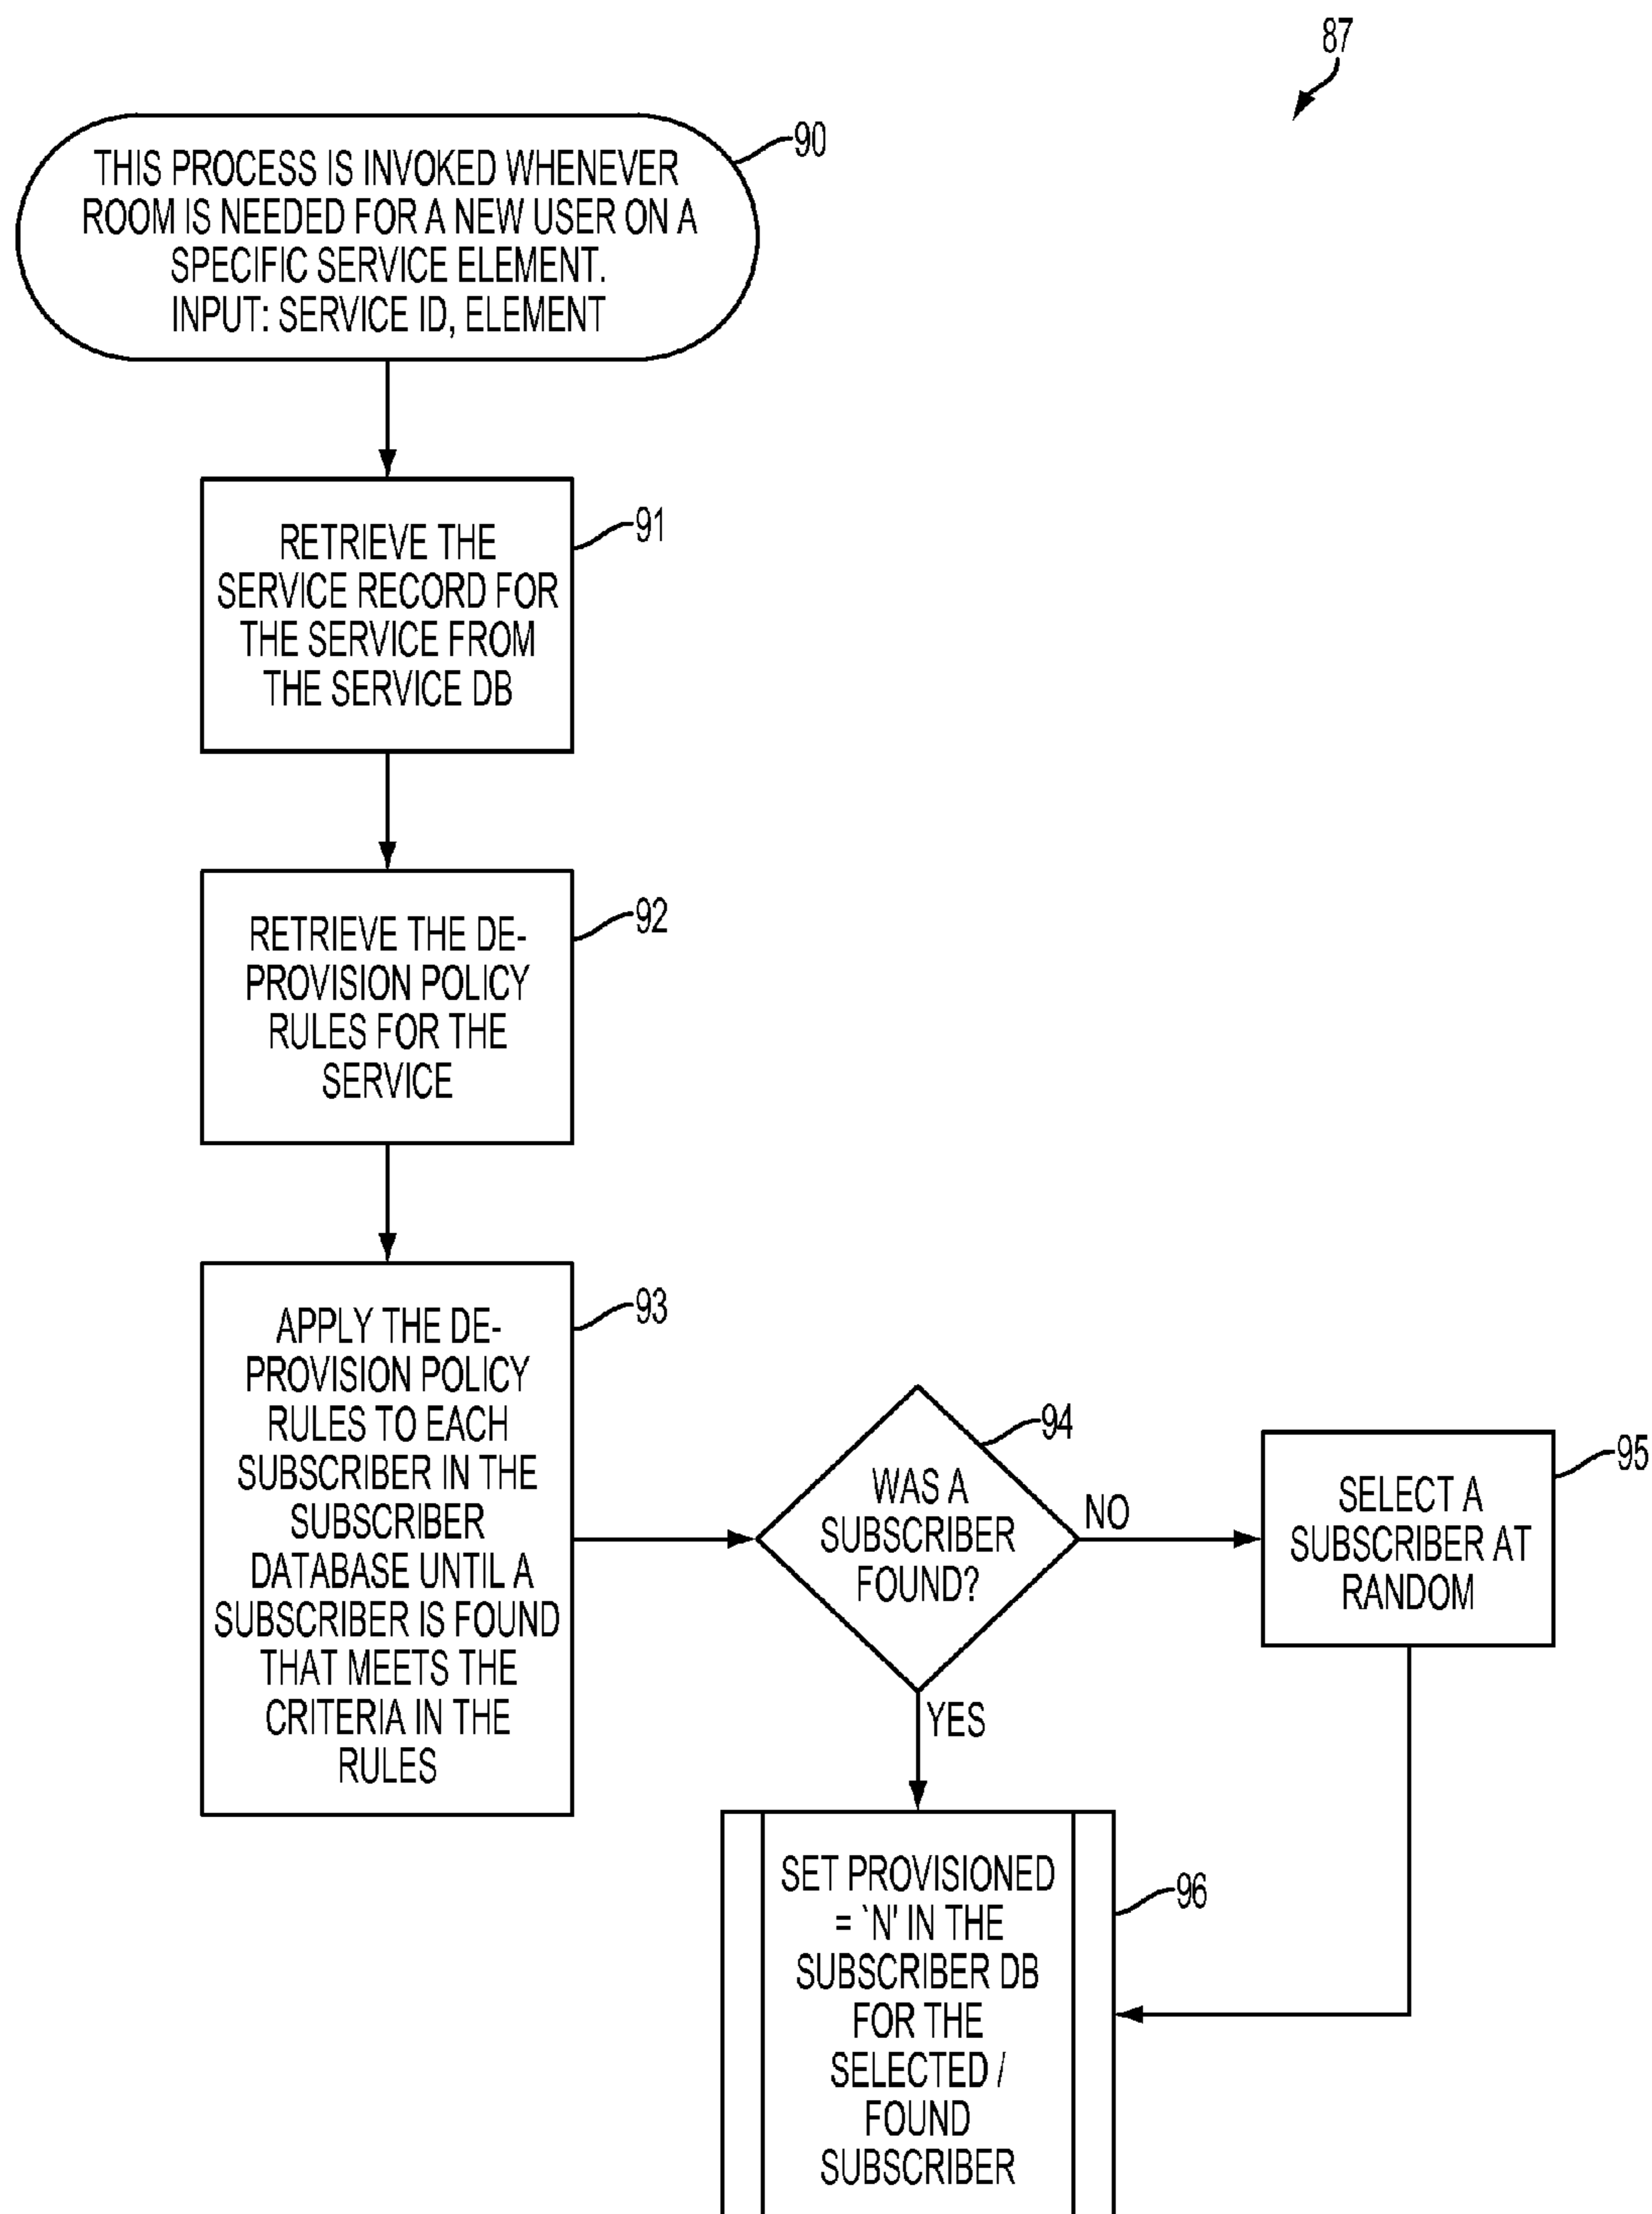 87
90
THIS PROCESS IS INVOKED WHENEVER
ROOM IS NEEDED FOR A NEW USER ON A
SPECIFIC SERVICE ELEMENT.
INPUT: SERVICE ID, ELEMENT
91
RETRIEVE THE
SERVICE RECORD FOR
THE SERVICE FROM
THE SERVICE DB
92
RETRIEVE THE DE-
PROVISION POLICY
RULES FOR THE
SERVICE
93
APPLY THE DE-
PROVISION POLICY
RULES TO EACH
SUBSCRIBER IN THE
SUBSCRIBER
DATABASE UNTIL A
SUBSCRIBER IS FOUND
THAT MEETS THE
CRITERIA IN THE
RULES
94
WAS A
SUBSCRIBER
FOUND?
NO
95
SELECT A
SUBSCRIBER AT
RANDOM
YES
96
SET PROVISIONED
= `N' IN THE
SUBSCRIBER DB
FOR THE
SELECTED /
FOUND
SUBSCRIBER